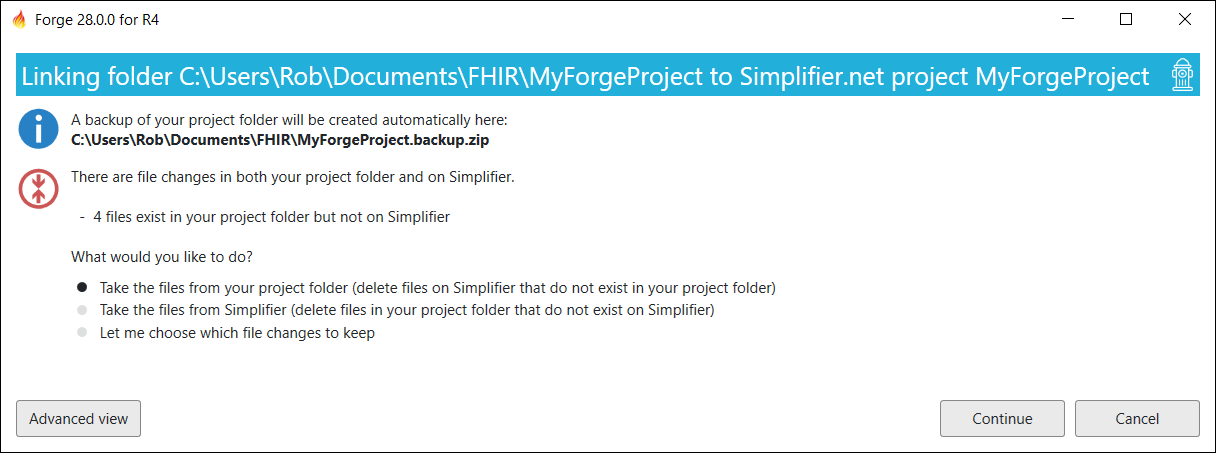 Forge 28.0.0 for R4
Linking folder C:\Users\Rob\Documents\FHIR\MyForgeProject to Simplifier.net project MyForgeProject
A backup of your project folder will be created automatically here:
C:\Users\Rob\Documents\FHIR\MyForgeProject.backup.zip
There are file changes in both your project folder and on Simplifier.
- 4 files exist in your project folder but not on Simplifier
What would you like to do?
Take the files from your project folder (delete files on Simplifier that do not exist in your project folder)
Take the files from Simplifier (delete files in your project folder that do not exist on Simplifier)
Let me choose which file changes to keep
Advanced view
Continue
Cancel